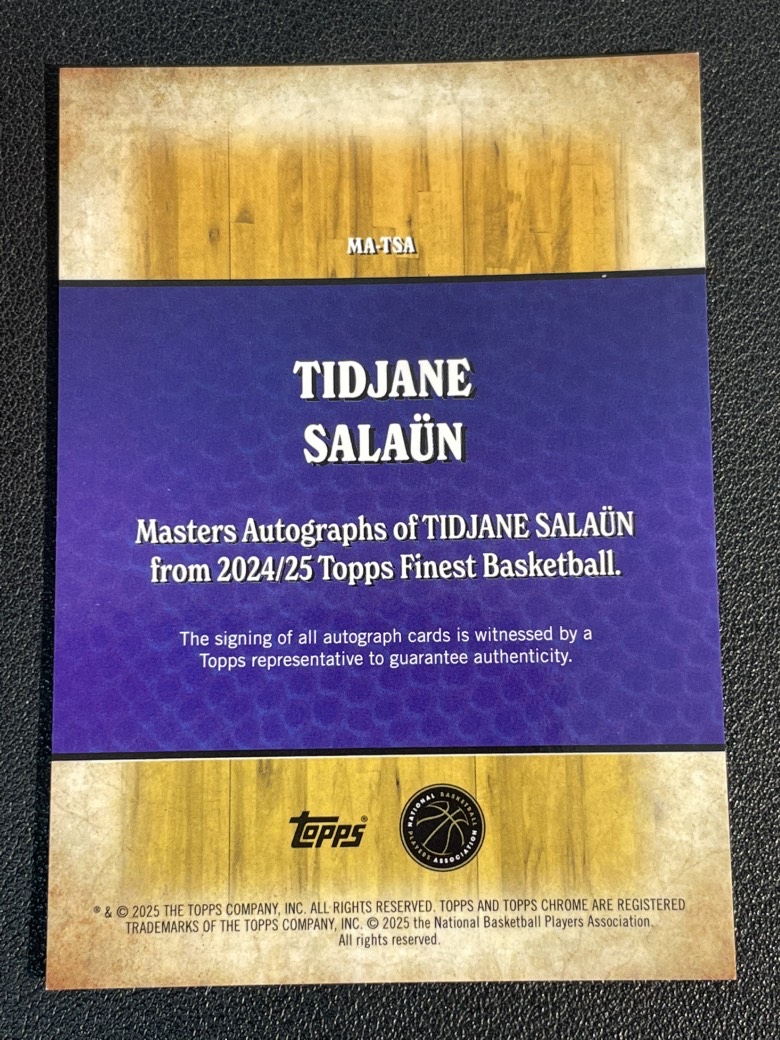 MA-TSA
TIDJANE
SALAÜN
Masters Autographs of TIDJANE SALAÜN
from 2024/25 Topps Finest Basketball.
The signing of all autograph cards is witnessed by a
Topps representative to guarantee authenticity.
Topps®
NATIONAL BASKETBALL
PLAYERS ASSOCIATION
® & © 2025 THE TOPPS COMPANY, INC. ALL RIGHTS RESERVED. TOPPS AND TOPPS CHROME ARE REGISTERED
TRADEMARKS OF THE TOPPS COMPANY, INC. © 2025 the National Basketball Players Association.
All rights reserved.